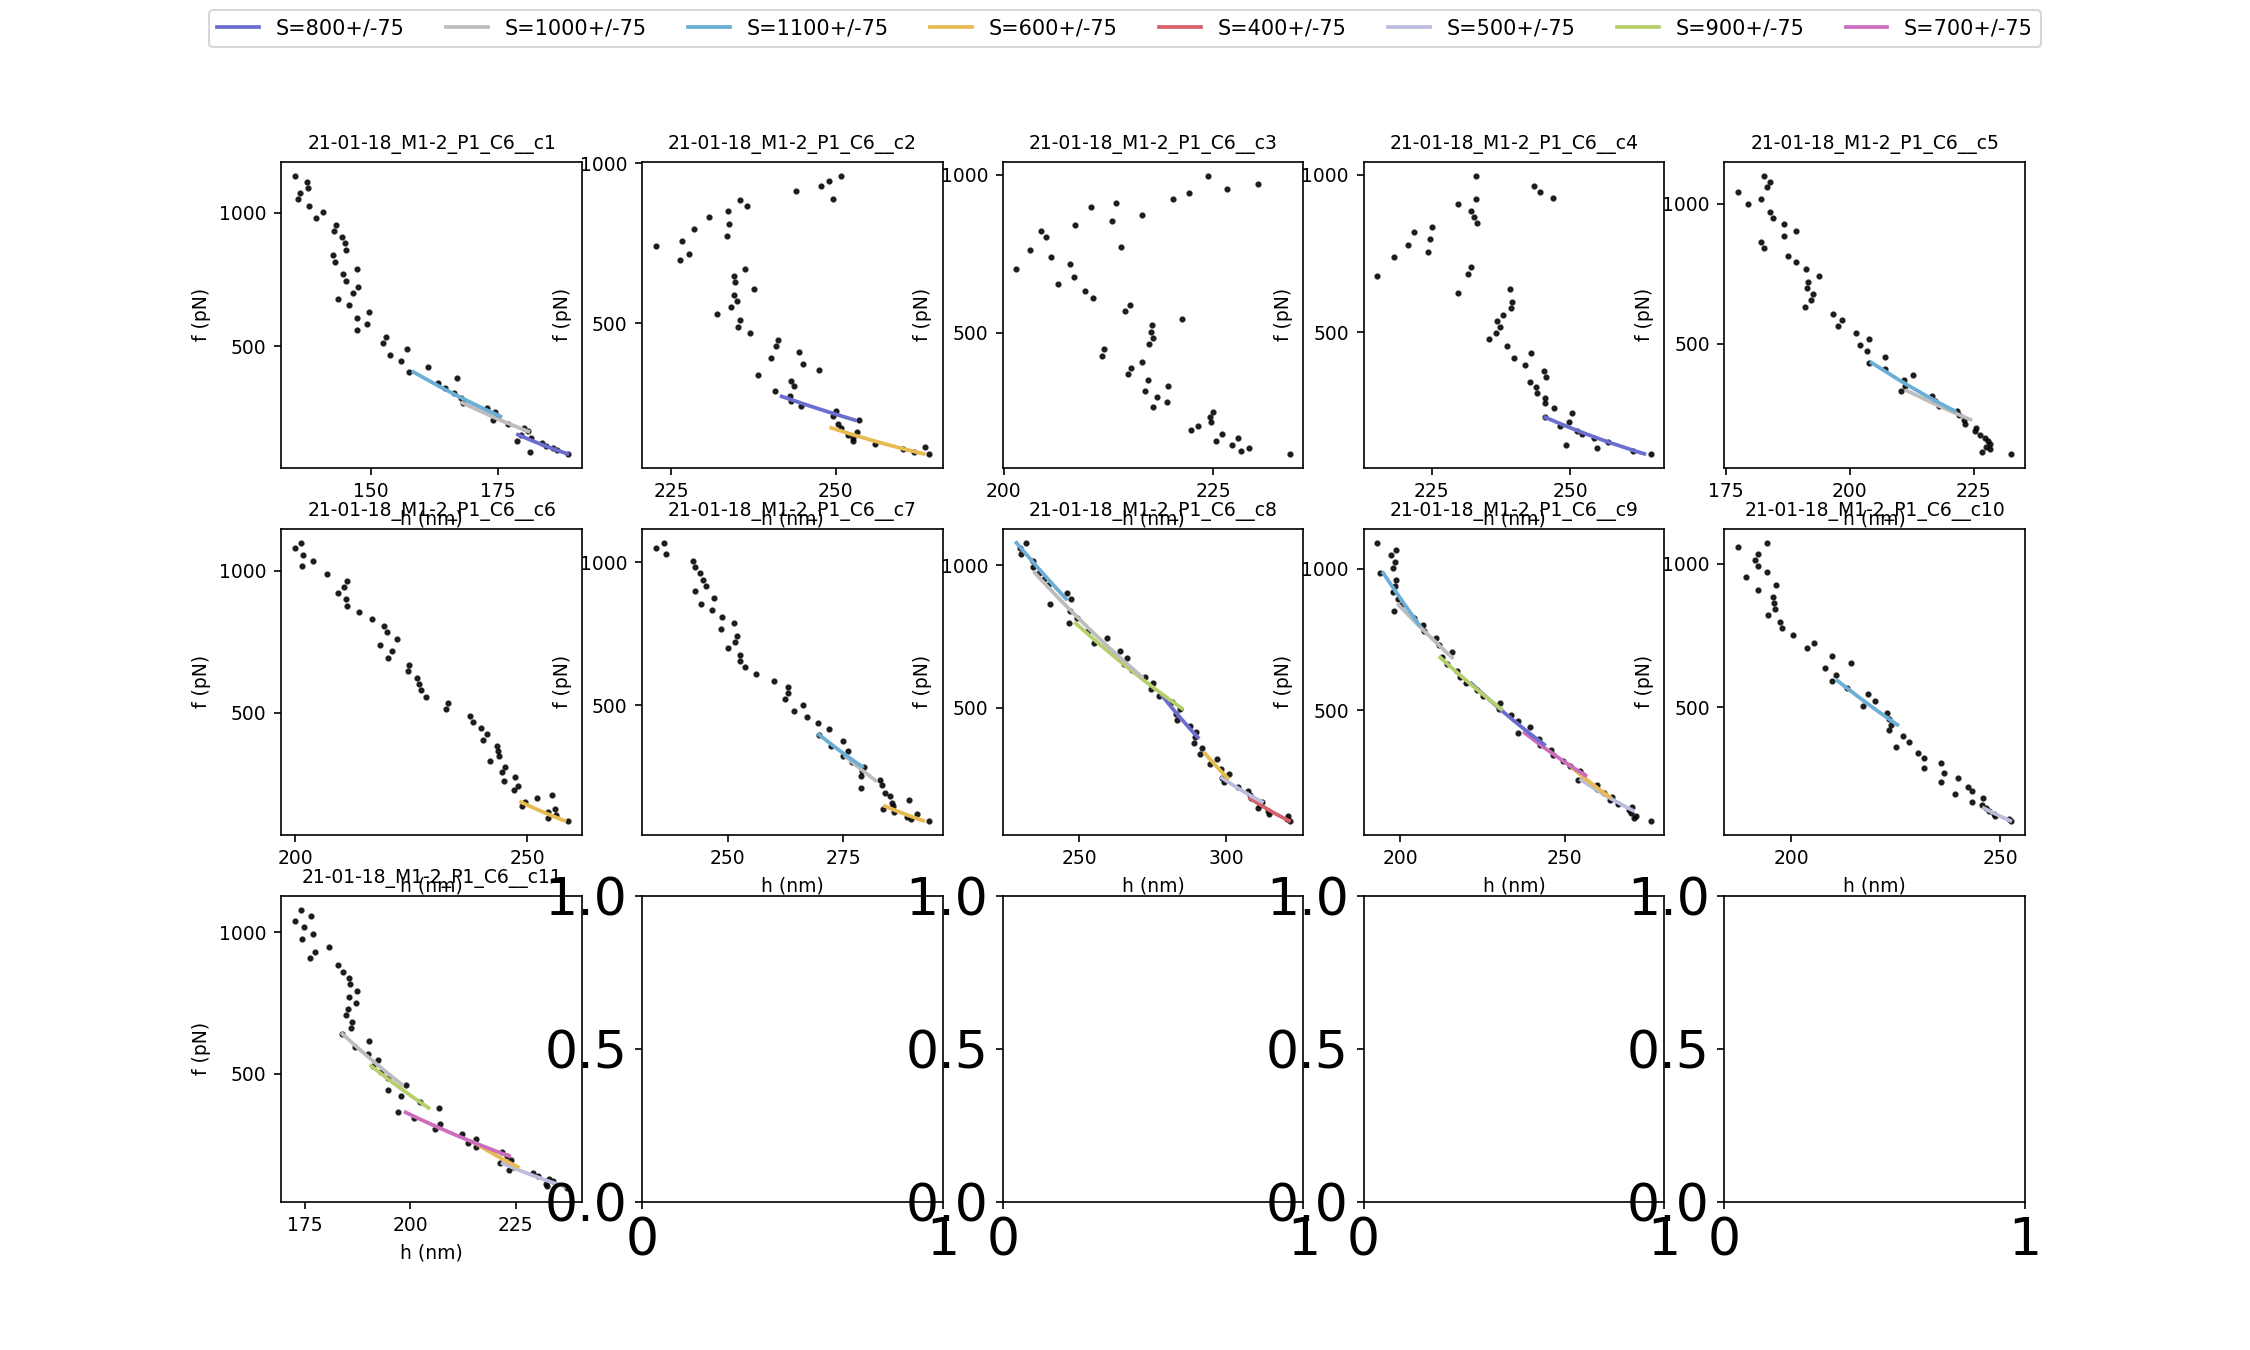 S=800+/-75 S=1000+/-75 S=1100+/-75 S=600+/-75 S=400+/-75 S=500+/-75 S=900+/-75 S=700+/-75
21-01-18_M1-2_P1_C6__c1 21-01-18_M1-2_P1_C6__c2 21-01-18_M1-2_P1_C6__c3 21-01-18_M1-2_P1_C6__c4 21-01-18_M1-2_P1_C6__c5
1000 1000 1000 1000 1000
f (pN) f (pN) f (pN) f (pN) f (pN)
500 500 500 500 500
150 175 225 250 200 225 225 250 175 200 225
h (nm) h (nm) h (nm) h (nm) h (nm)
21-01-18_M1-2_P1_C6__c6 21-01-18_M1-2_P1_C6__c7 21-01-18_M1-2_P1_C6__c8 21-01-18_M1-2_P1_C6__c9 21-01-18_M1-2_P1_C6__c10
1000 1000 1000 1000 1000
f (pN) f (pN) f (pN) f (pN) f (pN)
500 500 500 500 500
200 250 250 275 250 300 200 250 200 250
h (nm) h (nm) h (nm) h (nm) h (nm)
21-01-18_M1-2_P1_C6__c11
1000 1.0 1.0 1.0 1.0
f (pN)
500 0.5 0.5 0.5 0.5
0.0 0.0 0.0 0.0
175 200 225 0 1 0 1 0 1 0 1
h (nm)